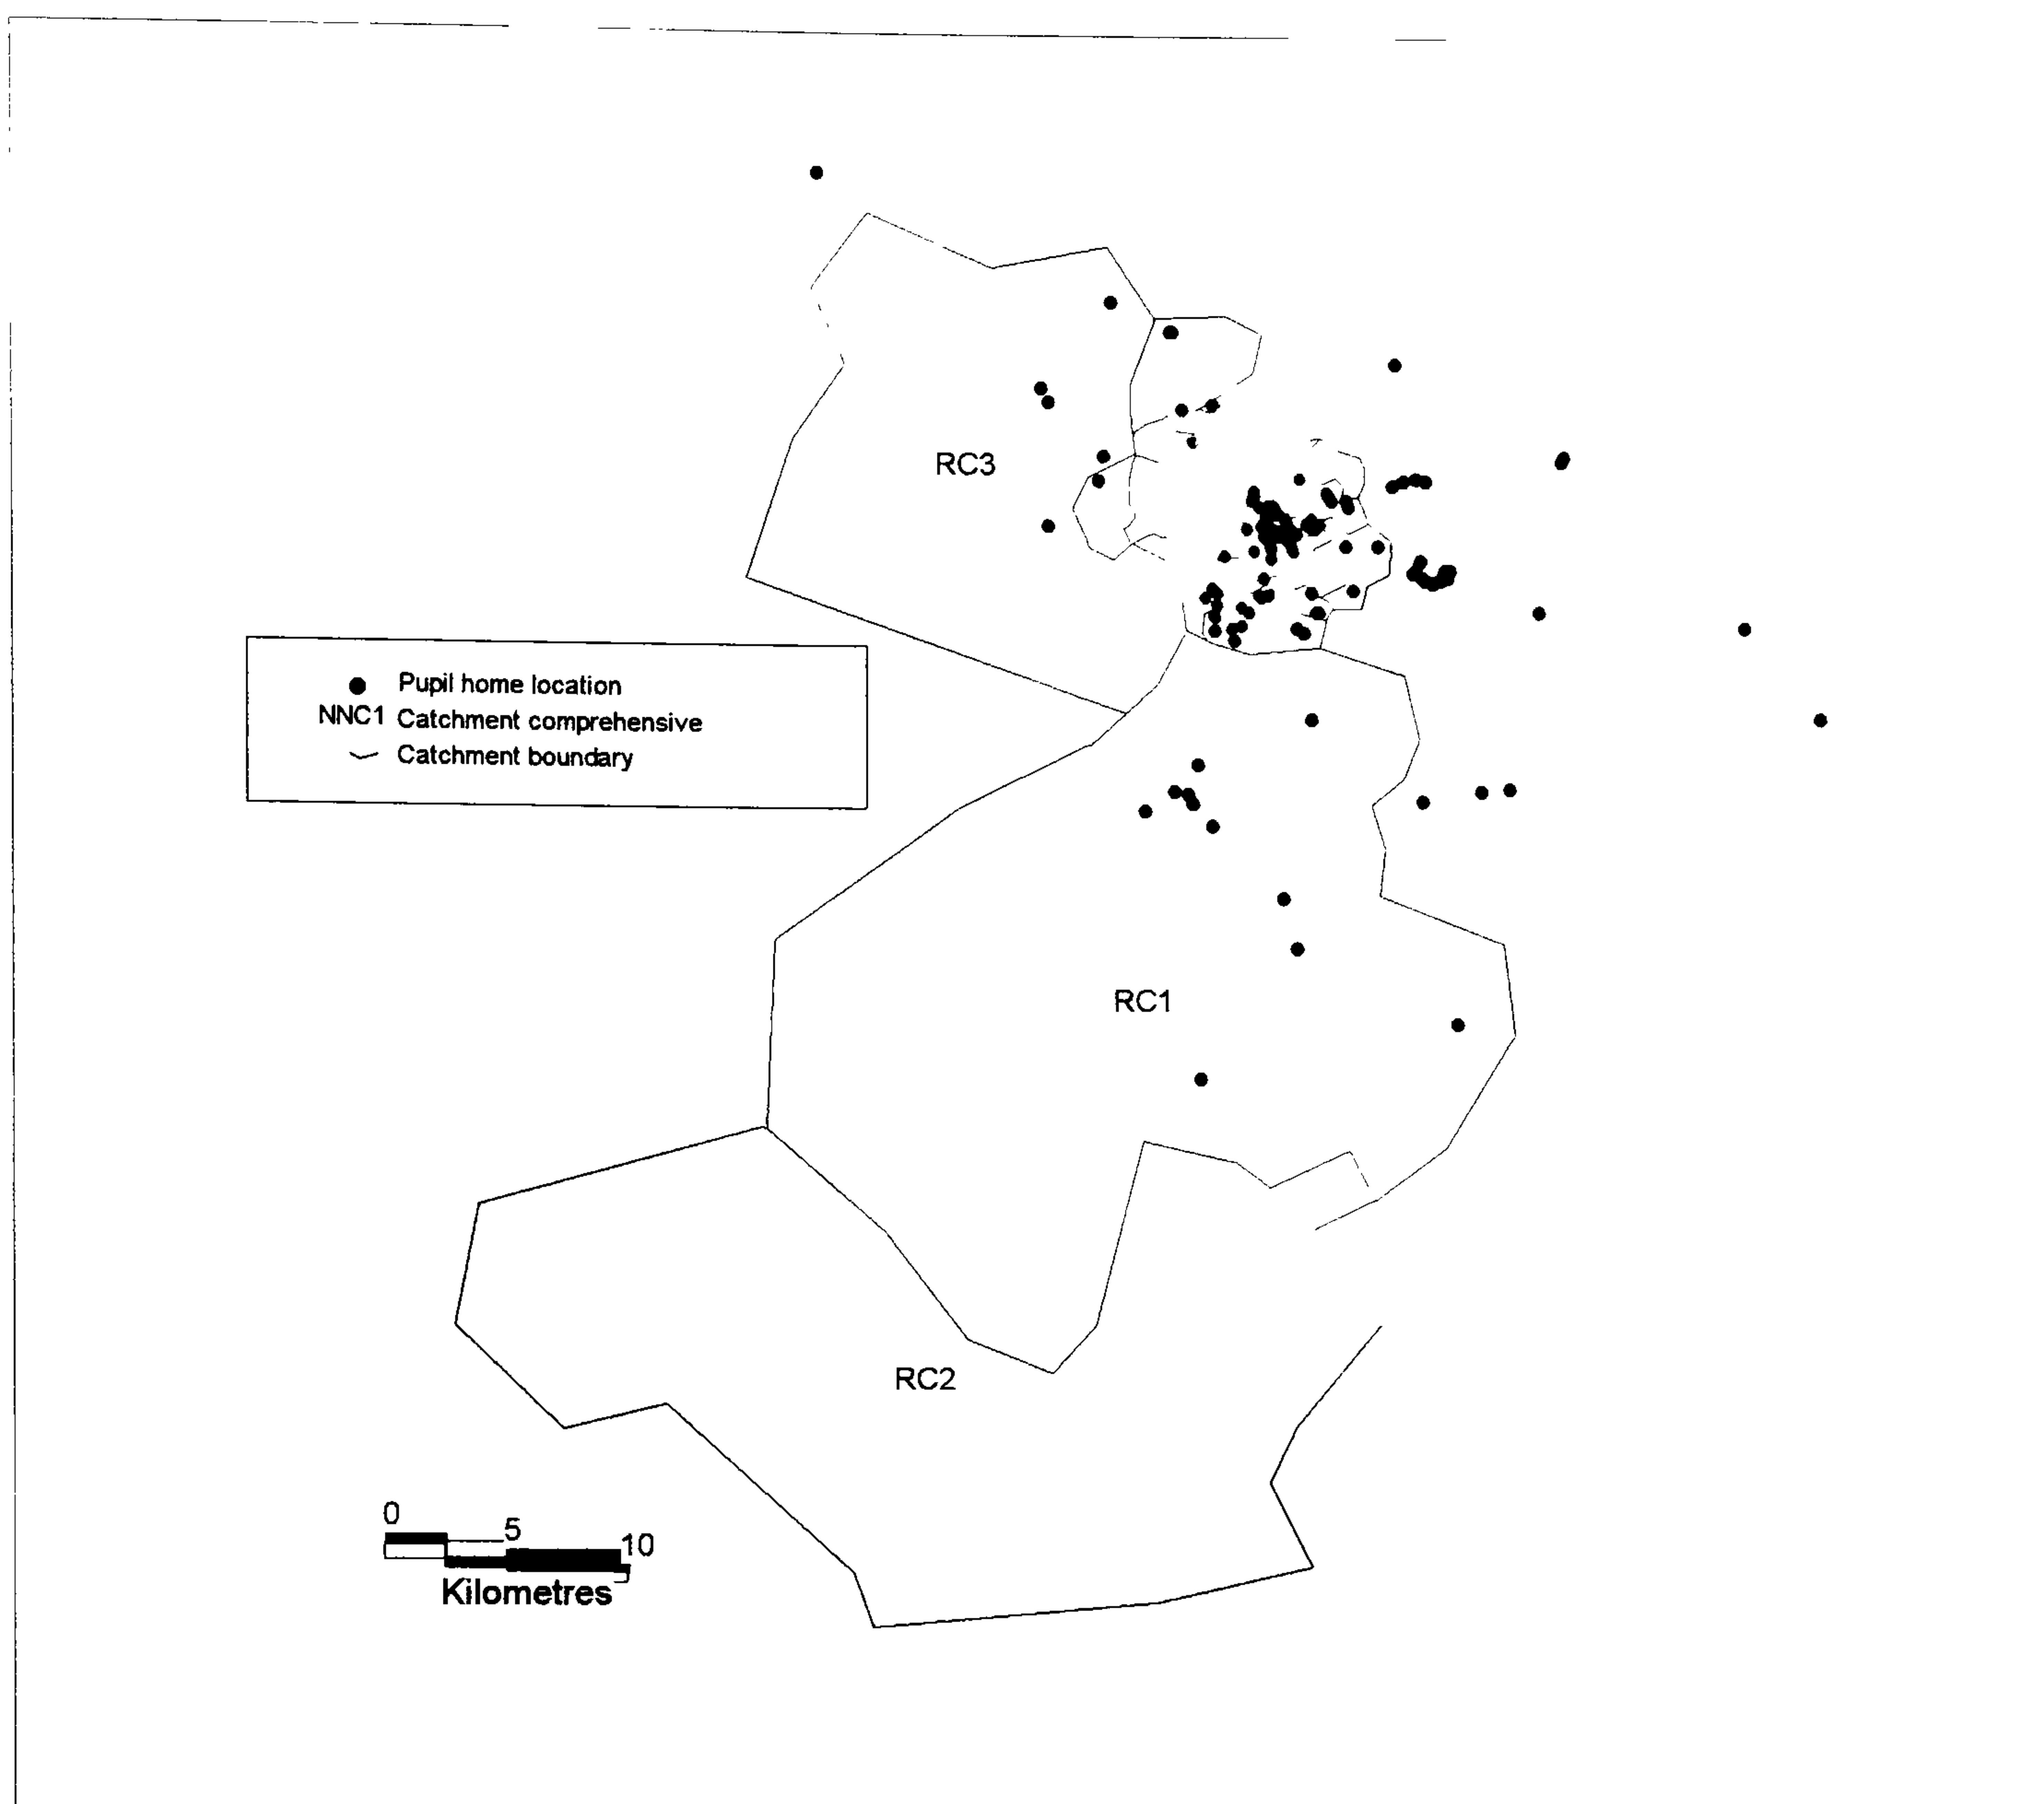 RC3
Pupil home location
NNC1 Catchment comprehensive
Catchment boundary
RC1
RC2
0
5
10
Kilometres